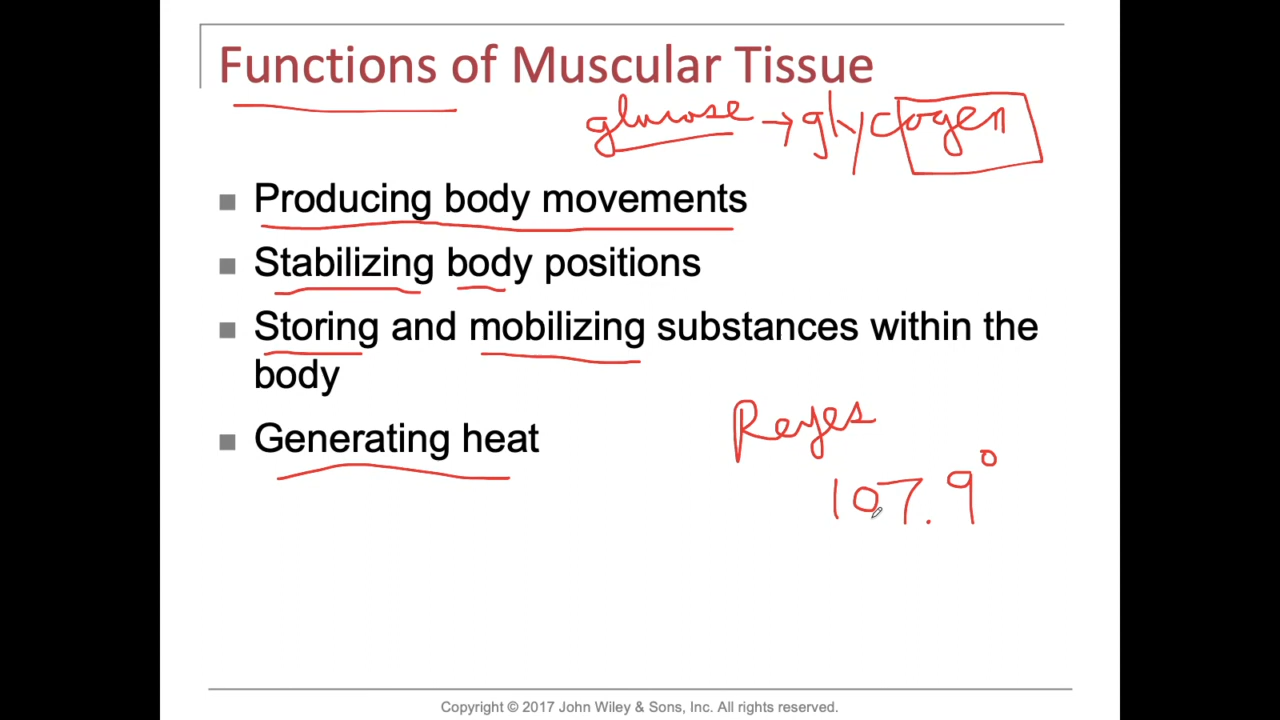 Functions of Muscular Tissue
glucose → glycogen
■ Producing body movements
■ Stabilizing body positions
■ Storing and mobilizing substances within the
body
■ Generating heat
Reyes
107.9°
Copyright © 2017 John Wiley & Sons, Inc. All rights reserved.